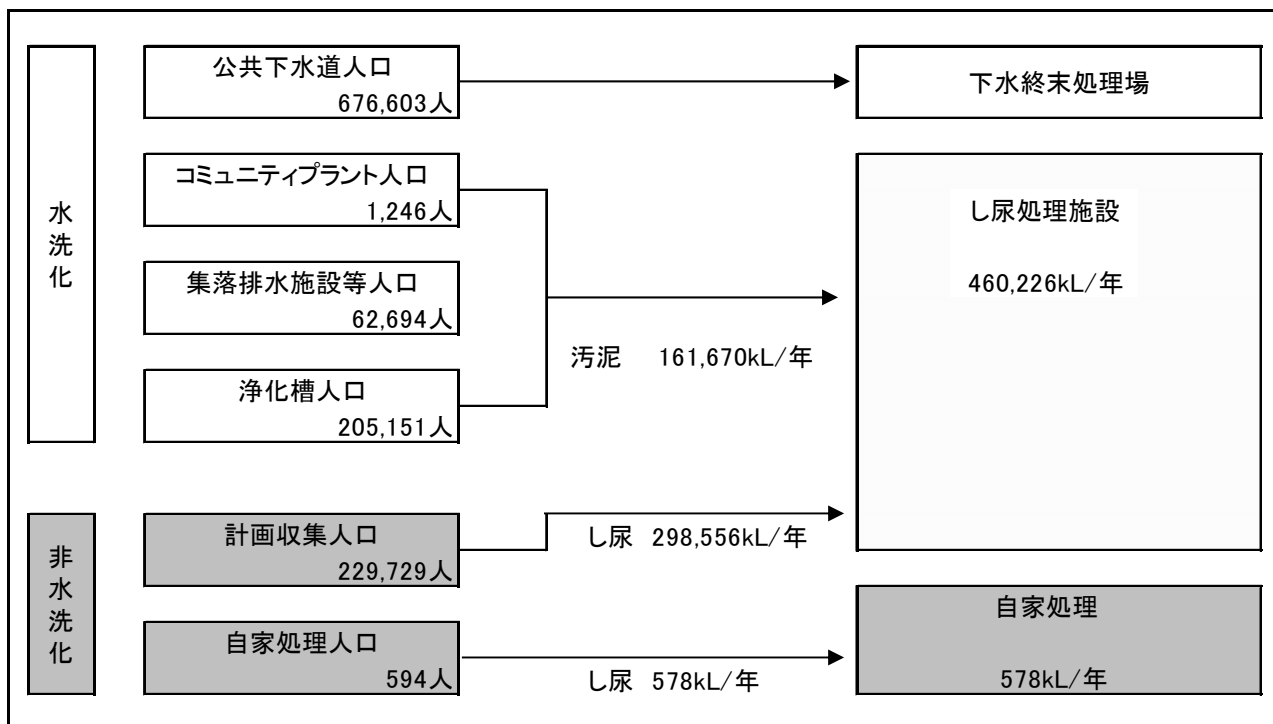 水洗化
公共下水道人口
676,603人
下水終末処理場
コミュニティプラント人口
1,246人
集落排水施設等人口
62,694人
浄化槽人口
205,151人
汚泥 161,670kL/年
し尿処理施設
460,226kL/年
非水洗化
計画収集人口
229,729人
し尿 298,556kL/年
自家処理人口
594人
し尿 578kL/年
自家処理
578kL/年